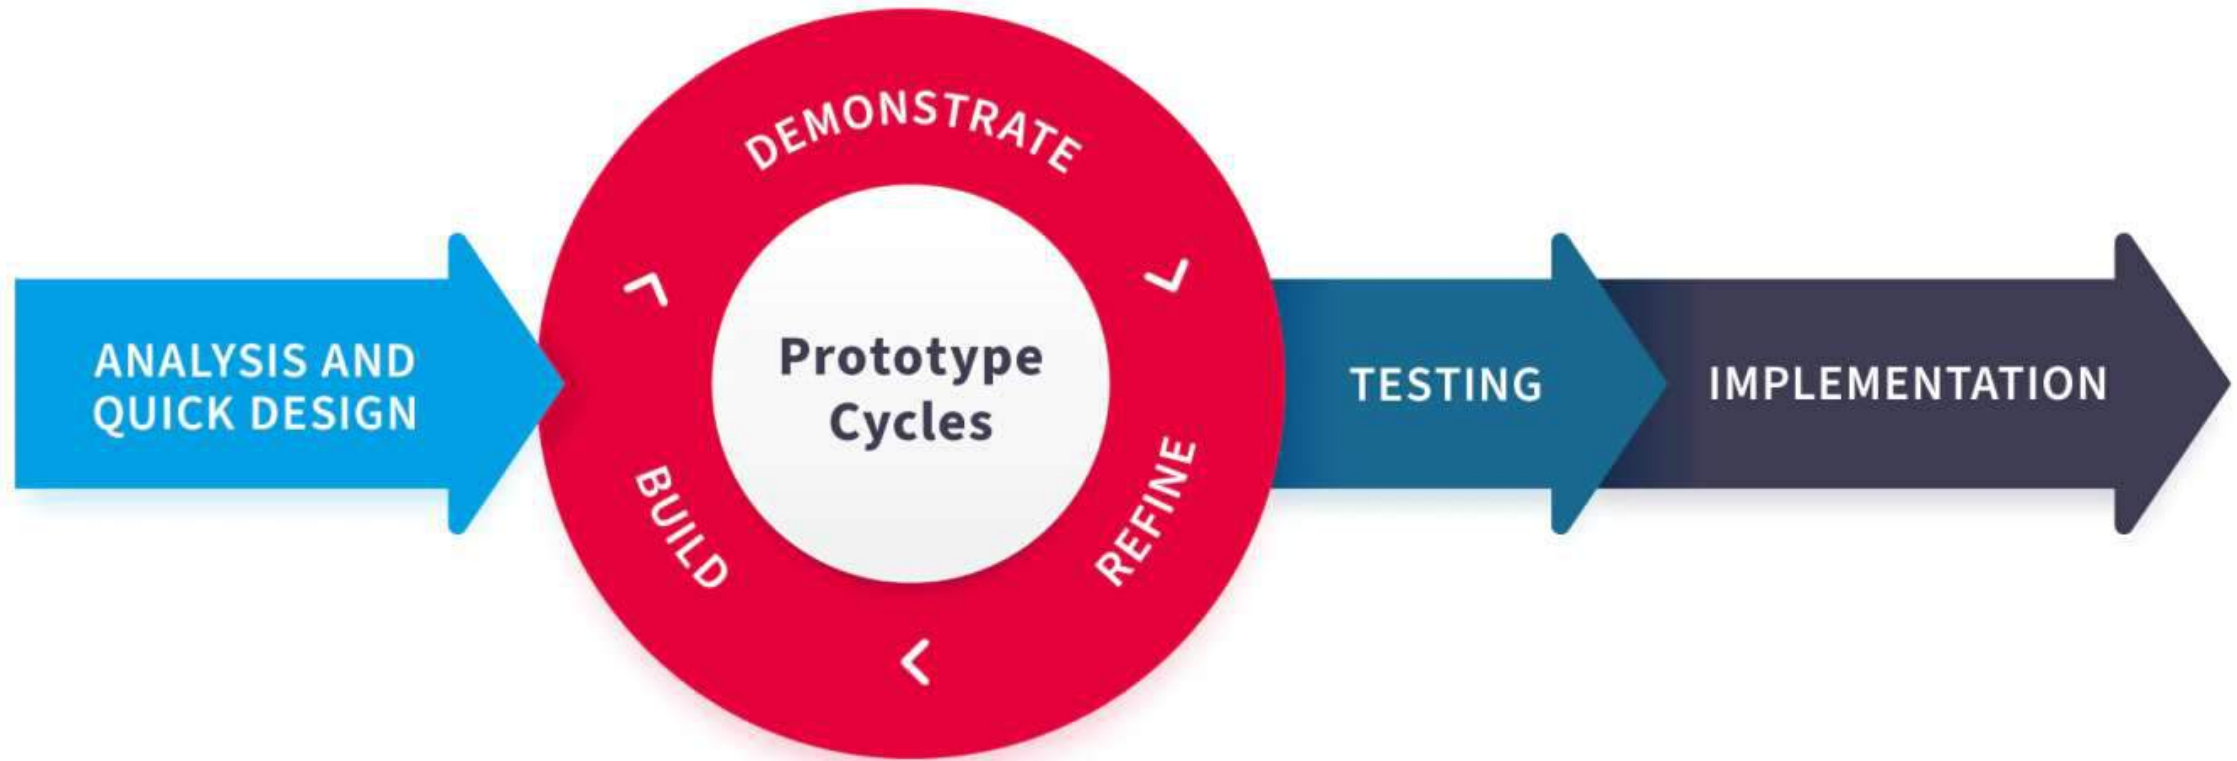 ANALYSIS AND
QUICK DESIGN
DEMONSTRATE
Prototype
Cycles
BUILD
REFINE
TESTING
IMPLEMENTATION